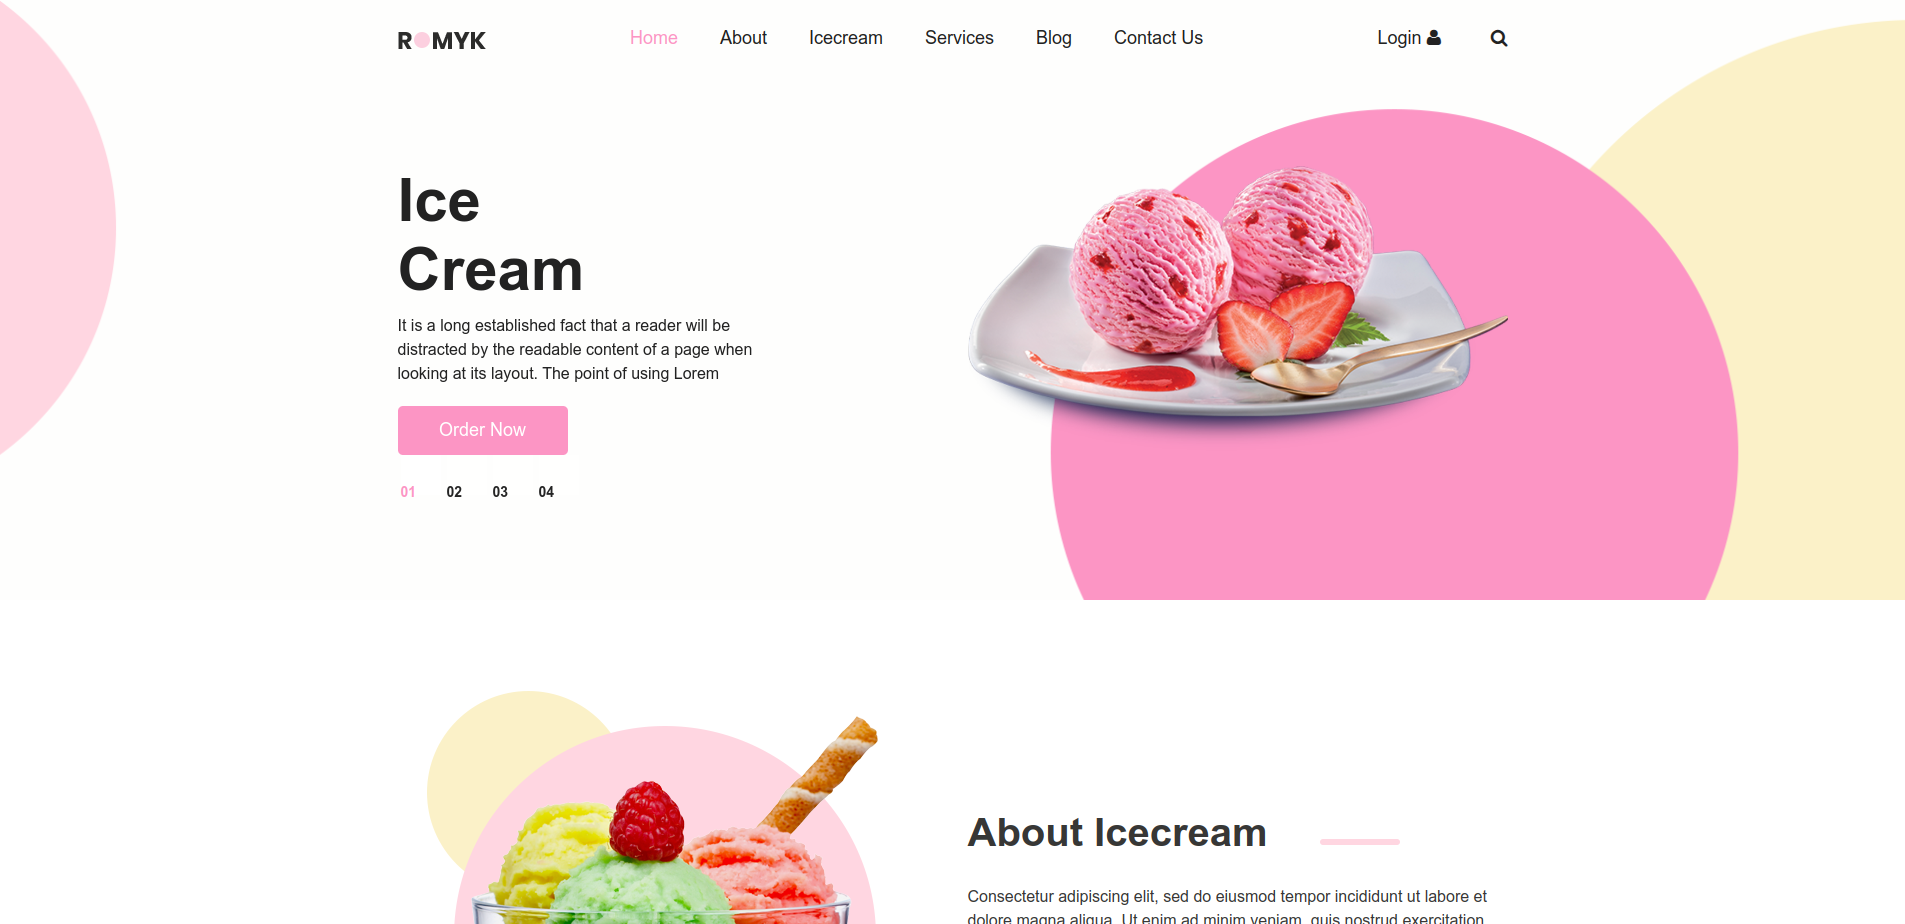 R MYK
Home
About
Icecream
Services
Blog
Contact Us
Login
Ice
Cream
It is a long established fact that a reader will be
distracted by the readable content of a page when
looking at its layout. The point of using Lorem
Order Now
01
02
03
04
About Icecream
Consectetur adipiscing elit, sed do eiusmod tempor incididunt ut labore et
dolore magna aliqua. Ut enim ad minim veniam, quis nostrud exercitation